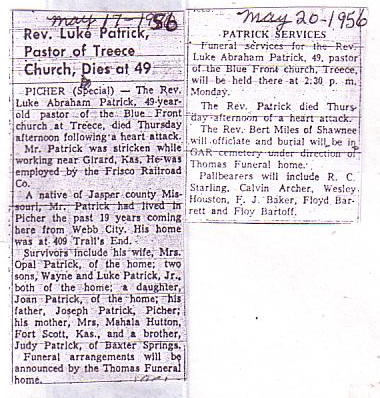 may 17-1956
56
Rev. Luke Patrick,
Pastor of Treece
Church, Dies at 49
PICHER (Special) — The Rev.
Luke Abraham Patrick, 49-year-
old pastor of the Blue Front
church at Treece, died Thursday
afternoon following a heart attack.
Mr. Patrick was stricken while
working near Girard, Kas. He was
employed by the Frisco Railroad
Co.
A native of Jasper county Mis-
souri, Mr. Patrick had lived in
Picher the past 19 years coming
here from Webb City. His home
was at 409 Trail's End.
Survivors include his wife, Mrs.
Opal Patrick, of the home; two
sons, Wayne and Luke Patrick, Jr.,
both of the home; a daughter,
Joan Patrick, of the home; his
father, Joseph Patrick, Picher;
his mother, Mrs. Mahala Hutton,
Fort Scott, Kas., and a brother,
Judy Patrick, of Baxter Springs.
Funeral arrangements will be
announced by the Thomas Funeral
home.
may 20-1956
PATRICK SERVICES
Funeral services for the Rev.
Luke Abraham Patrick, 49, pastor
of the Blue Front church, Treece,
will be held there at 2:30 p. m.
Monday.
The Rev. Patrick died Thurs-
day afternoon of a heart attack.
The Rev. Bert Miles of Shawnee
will officiate and burial will be in
GAR cemetery under direction of
Thomas Funeral home.
Pallbearers will include R. C.
Starling, Calvin Archer, Wesley
Houston, F. J. Baker, Floyd Bar-
rett and Floy Bartoff.